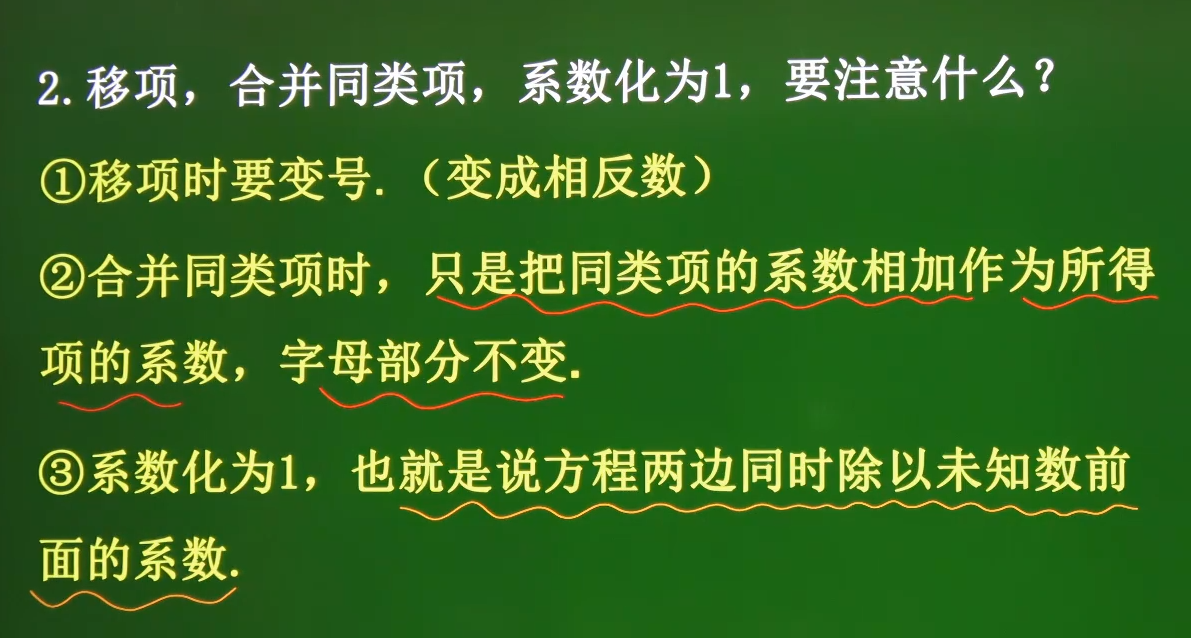 2.移项，合并同类项，系数化为1，要注意什么？
①移项时要变号.（变成相反数）
②合并同类项时，只是把同类项的系数相加作为所得
项的系数，字母部分不变.
③系数化为1，也就是说方程两边同时除以未知数前
面的系数.